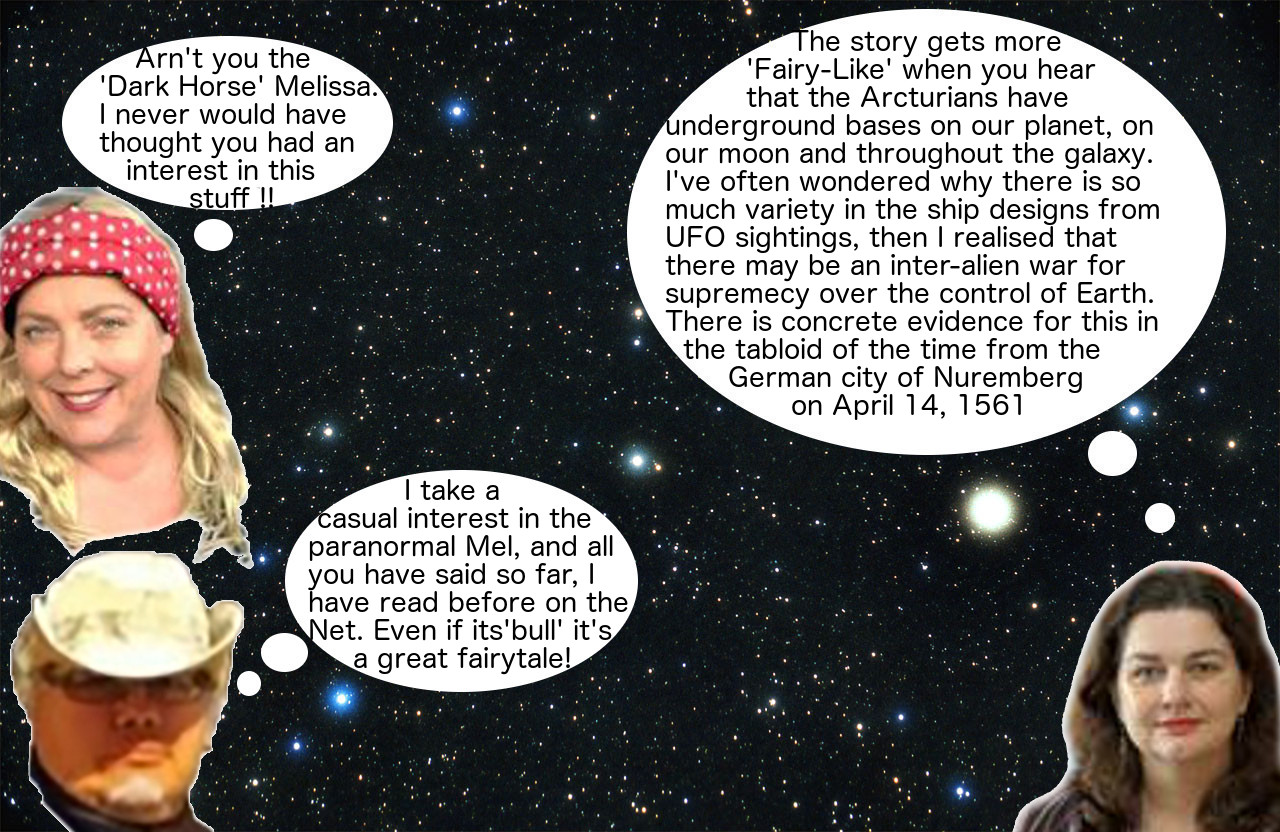 Arn't you the
'Dark Horse' Melissa.
I never would have
thought you had an
interest in this
stuff !!
The story gets more
'Fairy-Like' when you hear
that the Arcturians have
underground bases on our planet, on
our moon and throughout the galaxy.
I've often wondered why there is so
much variety in the ship designs from
UFO sightings, then I realised that
there may be an inter-alien war for
supremecy over the control of Earth.
There is concrete evidence for this in
the tabloid of the time from the
German city of Nuremberg
on April 14, 1561
I take a
casual interest in the
paranormal Mel, and all
you have said so far, I
have read before on the
Net. Even if its'bull' it's
a great fairytale!